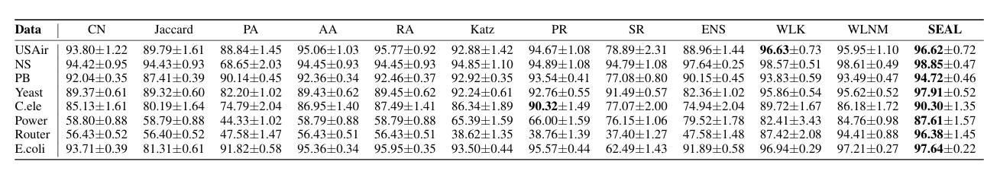 Data CN Jaccard PA AA RA Katz PR SR ENS WLK WLNM SEAL
USAir 93.80±1.22 89.79±1.61 88.84±1.45 95.06±1.03 95.77±0.92 92.88±1.42 94.67±1.08 78.89±2.31 88.96±1.44 96.63±0.73 95.95±1.10 96.62±0.72
NS 94.42±0.95 94.43±0.93 68.65±2.03 94.45±0.93 94.45±0.93 94.85±1.10 94.89±1.08 94.79±1.08 97.64±0.25 98.57±0.51 98.61±0.49 98.85±0.47
PB 92.04±0.35 87.41±0.39 90.14±0.45 92.36±0.34 92.46±0.37 92.92±0.35 93.54±0.41 77.08±0.80 90.15±0.45 93.83±0.59 93.49±0.47 94.72±0.46
Yeast 89.37±0.61 89.32±0.60 82.20±1.02 89.43±0.62 89.45±0.62 92.24±0.61 92.76±0.55 91.49±0.57 82.36±1.02 95.86±0.54 95.62±0.52 97.91±0.52
C.ele 85.13±1.61 80.19±1.64 74.79±2.04 86.95±1.40 87.49±1.41 86.34±1.89 90.32±1.49 77.07±2.00 74.94±2.04 89.72±1.67 86.18±1.72 90.30±1.35
Power 58.80±0.88 58.79±0.88 44.33±1.02 58.79±0.88 58.79±0.88 65.39±1.59 66.00±1.59 76.15±1.06 79.52±1.78 82.41±3.43 84.76±0.98 87.61±1.57
Router 56.43±0.52 56.40±0.52 47.58±1.47 56.43±0.51 56.43±0.51 38.62±1.35 38.76±1.39 37.40±1.27 47.58±1.48 87.42±2.08 94.41±0.88 96.38±1.45
E.coli 93.71±0.39 81.31±0.61 91.82±0.58 95.36±0.34 95.95±0.35 93.50±0.44 95.57±0.44 62.49±1.43 91.89±0.58 96.94±0.29 97.21±0.27 97.64±0.22